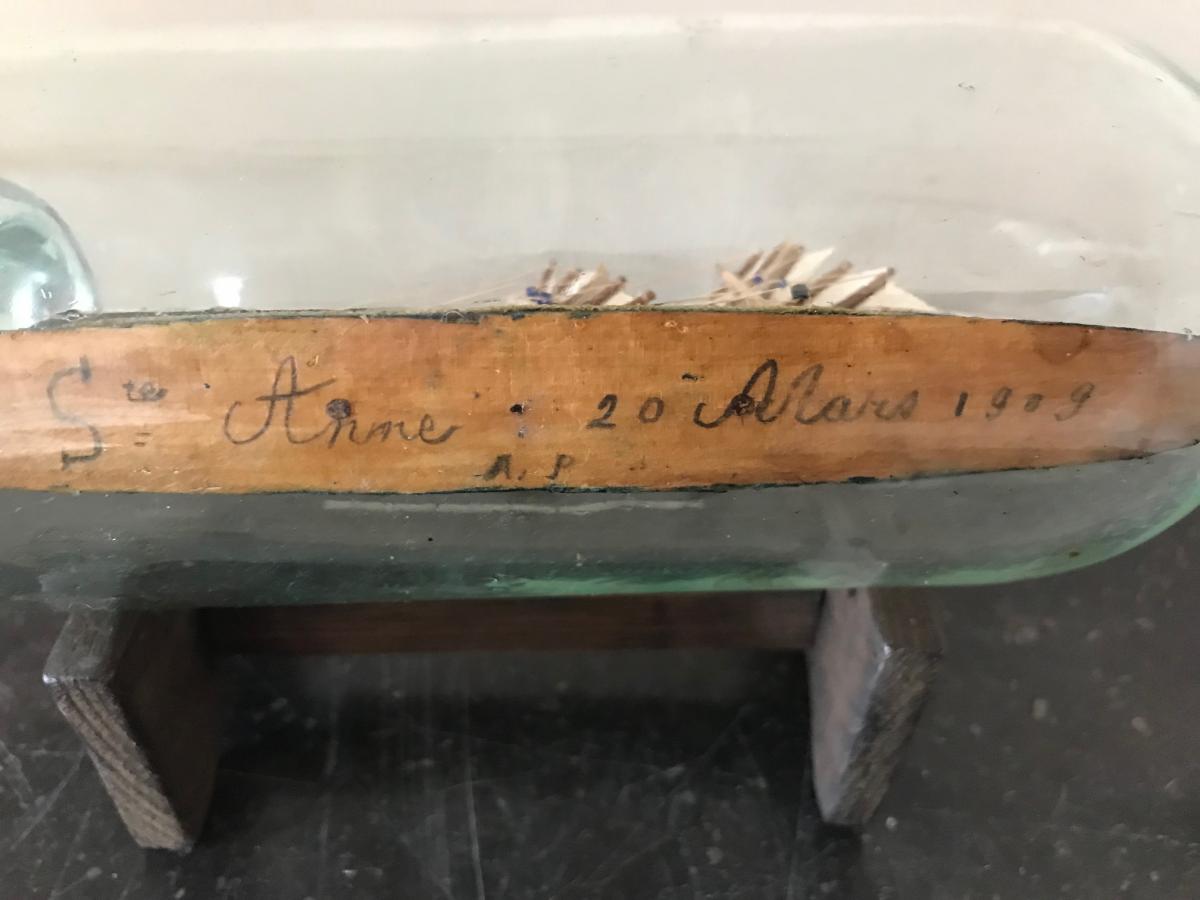 Ste Anne . 20 Mars 1909
A. P